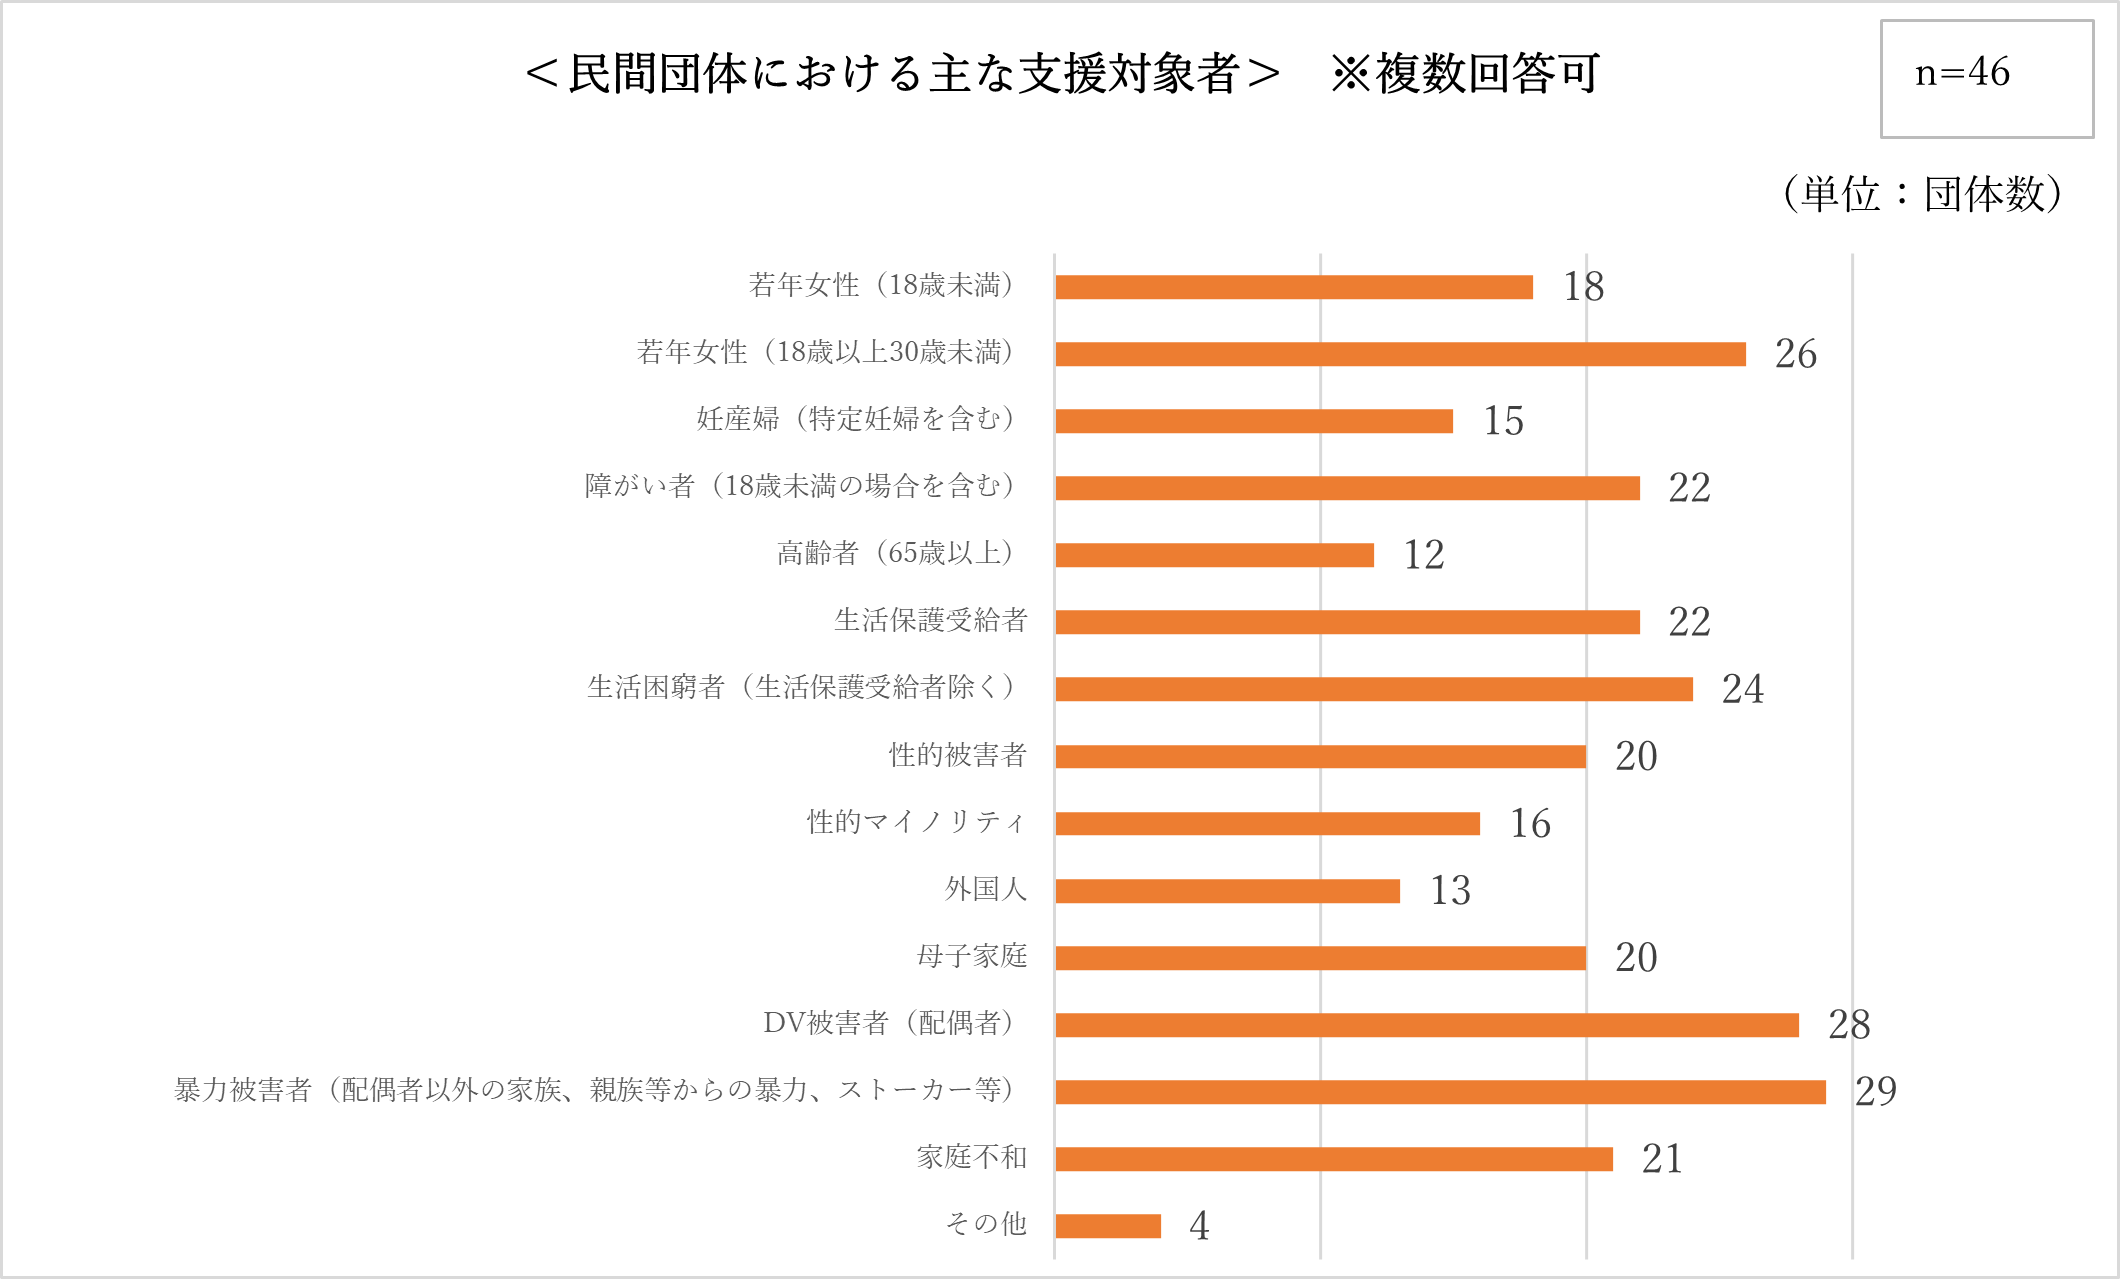 ＜民間団体における主な支援対象者＞　※複数回答可
n=46
（単位：団体数）
若年女性（18歳未満） 18
若年女性（18歳以上30歳未満） 26
妊産婦（特定妊婦を含む） 15
障がい者（18歳未満の場合を含む） 22
高齢者（65歳以上） 12
生活保護受給者 22
生活困窮者（生活保護受給者除く） 24
性的被害者 20
性的マイノリティ 16
外国人 13
母子家庭 20
DV被害者（配偶者） 28
暴力被害者（配偶者以外の家族、親族等からの暴力、ストーカー等） 29
家庭不和 21
その他 4